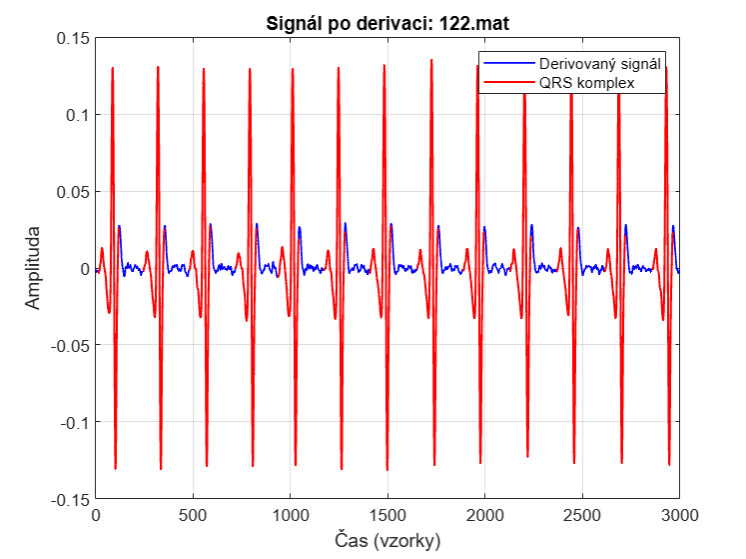 Signál po derivaci: 122.mat
0.15
Derivovaný signál
QRS komplex
0.1
0.05
0
-0.05
-0.1
-0.15
Amplituda
0 500 1000 1500 2000 2500 3000
Čas (vzorky)